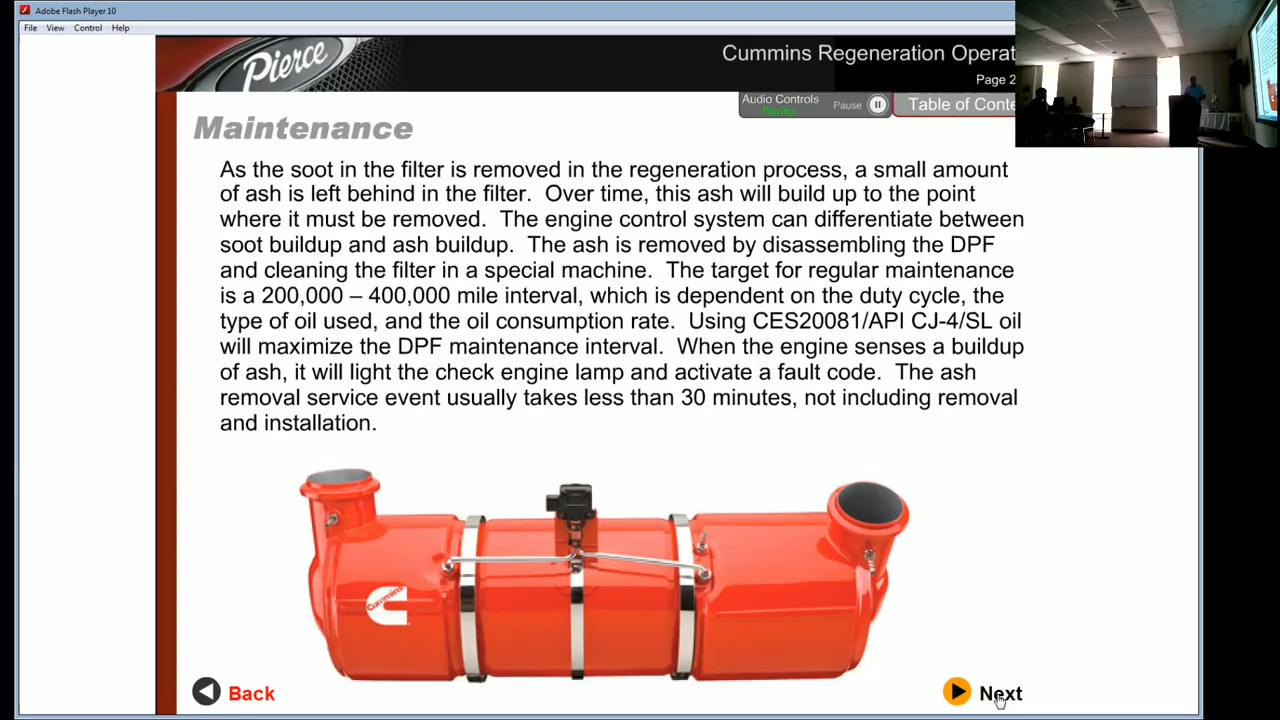 Adobe Flash Player 10
File View Control Help
Pierce
Cummins Regeneration Operat
Page 2
Audio Controls
Playing
Pause
Table of Conte
Maintenance
As the soot in the filter is removed in the regeneration process, a small amount
of ash is left behind in the filter. Over time, this ash will build up to the point
where it must be removed. The engine control system can differentiate between
soot buildup and ash buildup. The ash is removed by disassembling the DPF
and cleaning the filter in a special machine. The target for regular maintenance
is a 200,000 – 400,000 mile interval, which is dependent on the duty cycle, the
type of oil used, and the oil consumption rate. Using CES20081/API CJ-4/SL oil
will maximize the DPF maintenance interval. When the engine senses a buildup
of ash, it will light the check engine lamp and activate a fault code. The ash
removal service event usually takes less than 30 minutes, not including removal
and installation.
Cummins
Back
Next